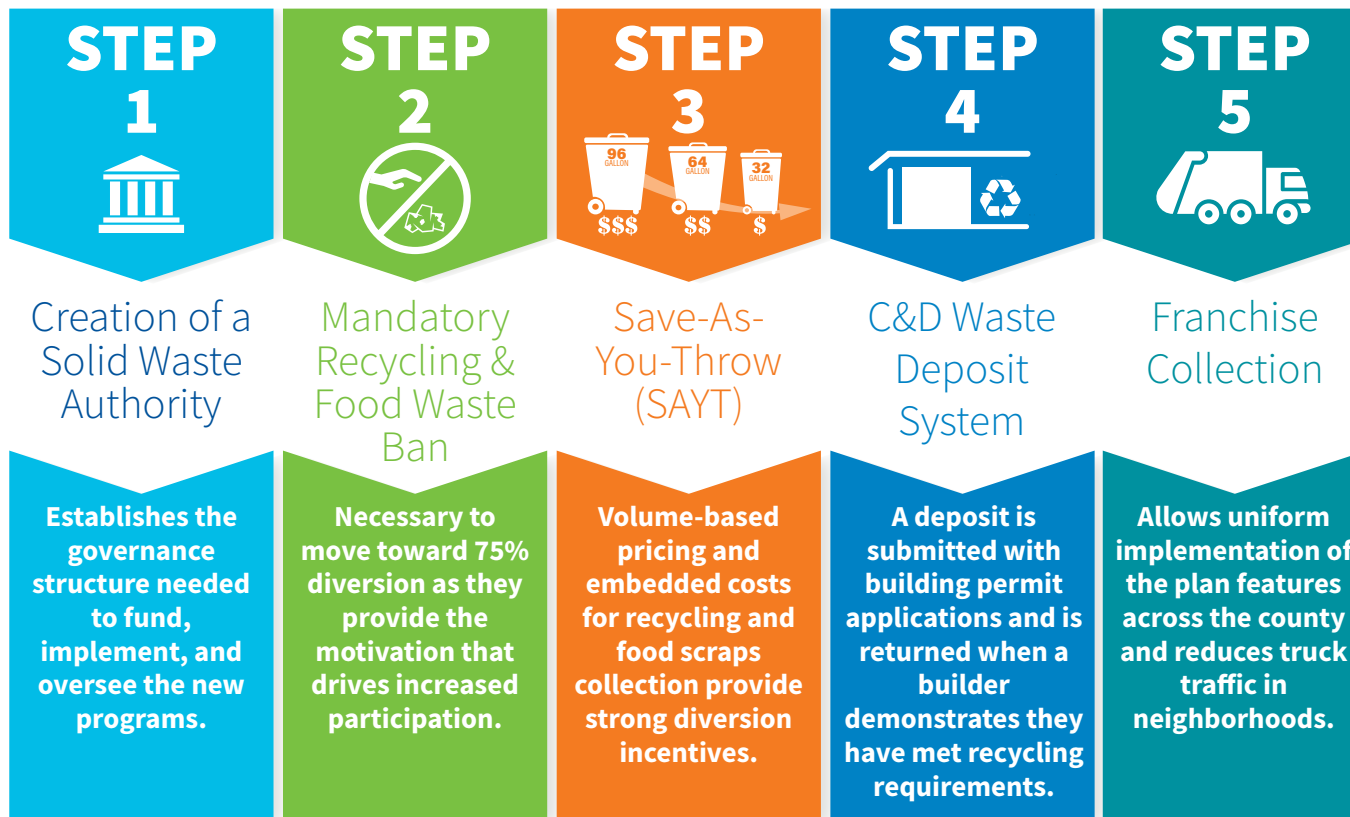 STEP
1
Creation of a
Solid Waste
Authority
Establishes the
governance
structure needed
to fund,
implement, and
oversee the new
programs.
STEP
2
Mandatory
Recycling &
Food Waste
Ban
Necessary to
move toward 75%
diversion as they
provide the
motivation that
drives increased
participation.
STEP
3
96
GALLON
$$$
64
GALLON
$$
32
GALLON
$
Save-As-
You-Throw
(SAYT)
Volume-based
pricing and
embedded costs
for recycling and
food scraps
collection provide
strong diversion
incentives.
STEP
4
C&D Waste
Deposit
System
A deposit is
submitted with
building permit
applications and is
returned when a
builder
demonstrates they
have met recycling
requirements.
STEP
5
Franchise
Collection
Allows uniform
implementation of
the plan features
across the county
and reduces truck
traffic in
neighborhoods.